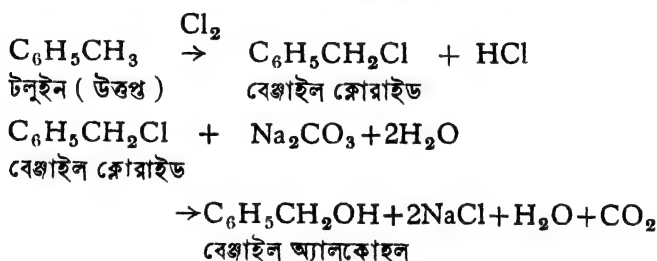 Cl₂
C₆H₅CH₃ → C₆H₅CH₂Cl + HCl
টলুইন ( উত্তপ্ত ) বেঞ্জাইল ক্লোরাইড
C₆H₅CH₂Cl + Na₂CO₃+2H₂O
বেঞ্জাইল ক্লোরাইড
→C₆H₅CH₂OH+2NaCl+H₂O+CO₂
বেঞ্জাইল অ্যালকোহল